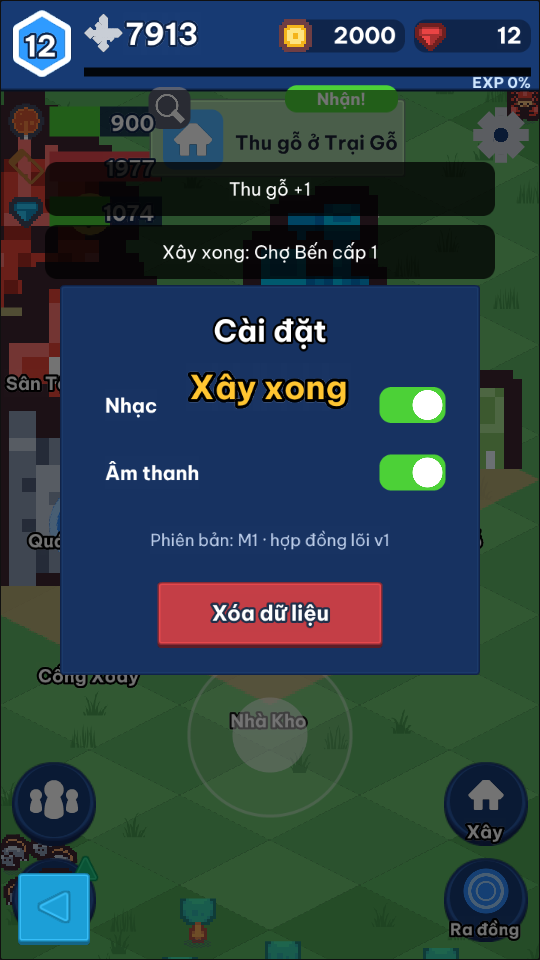 12
7913
2000
12
EXP 0%
Nhận!
900
Thu gỗ ở Trại Gỗ
1977
Thu gỗ +1
1074
Xây xong: Chợ Bến cấp 1
Cài đặt
Sân
Xây xong
Nhạc
Âm thanh
Phiên bản: M1 · hợp đồng lõi v1
Xóa dữ liệu
Cổng Xoáy
Nhà Kho
Xây
Ra đồng